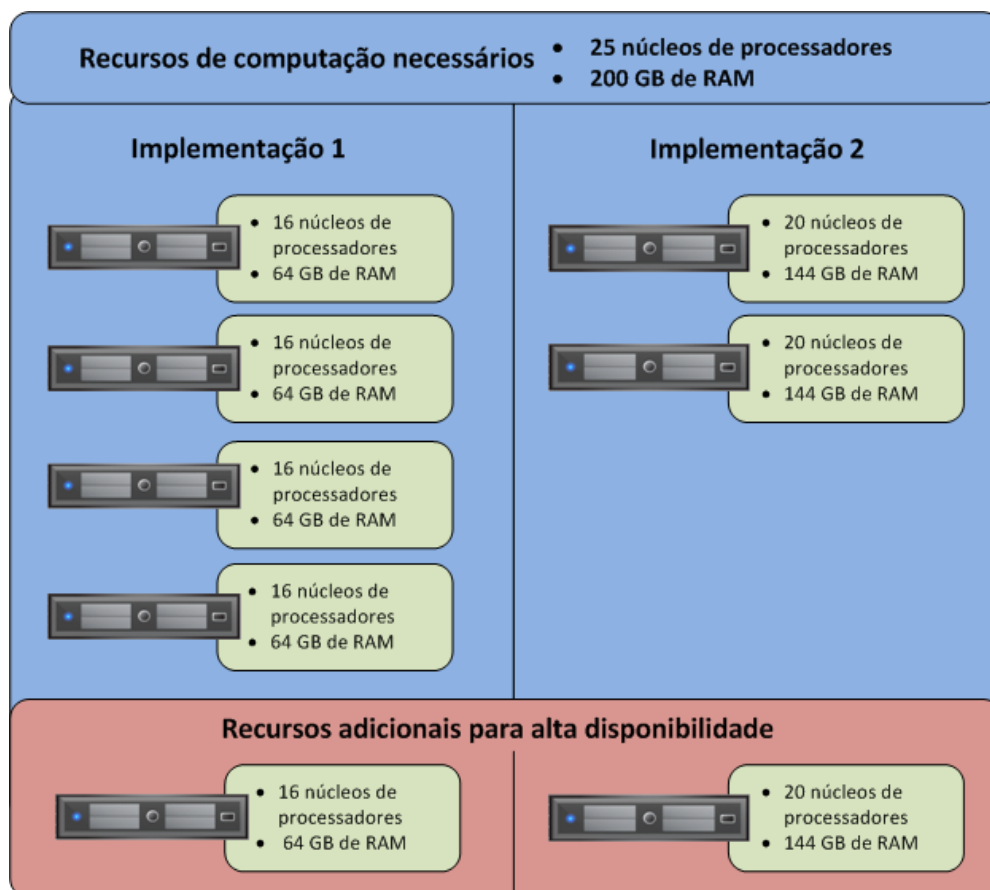 Recursos de computação necessários
• 25 núcleos de processadores
• 200 GB de RAM
Implementação 1
• 16 núcleos de
processadores
• 64 GB de RAM
• 16 núcleos de
processadores
• 64 GB de RAM
• 16 núcleos de
processadores
• 64 GB de RAM
• 16 núcleos de
processadores
• 64 GB de RAM
Implementação 2
• 20 núcleos de
processadores
• 144 GB de RAM
• 20 núcleos de
processadores
• 144 GB de RAM
Recursos adicionais para alta disponibilidade
• 16 núcleos de
processadores
• 64 GB de RAM
• 20 núcleos de
processadores
• 144 GB de RAM